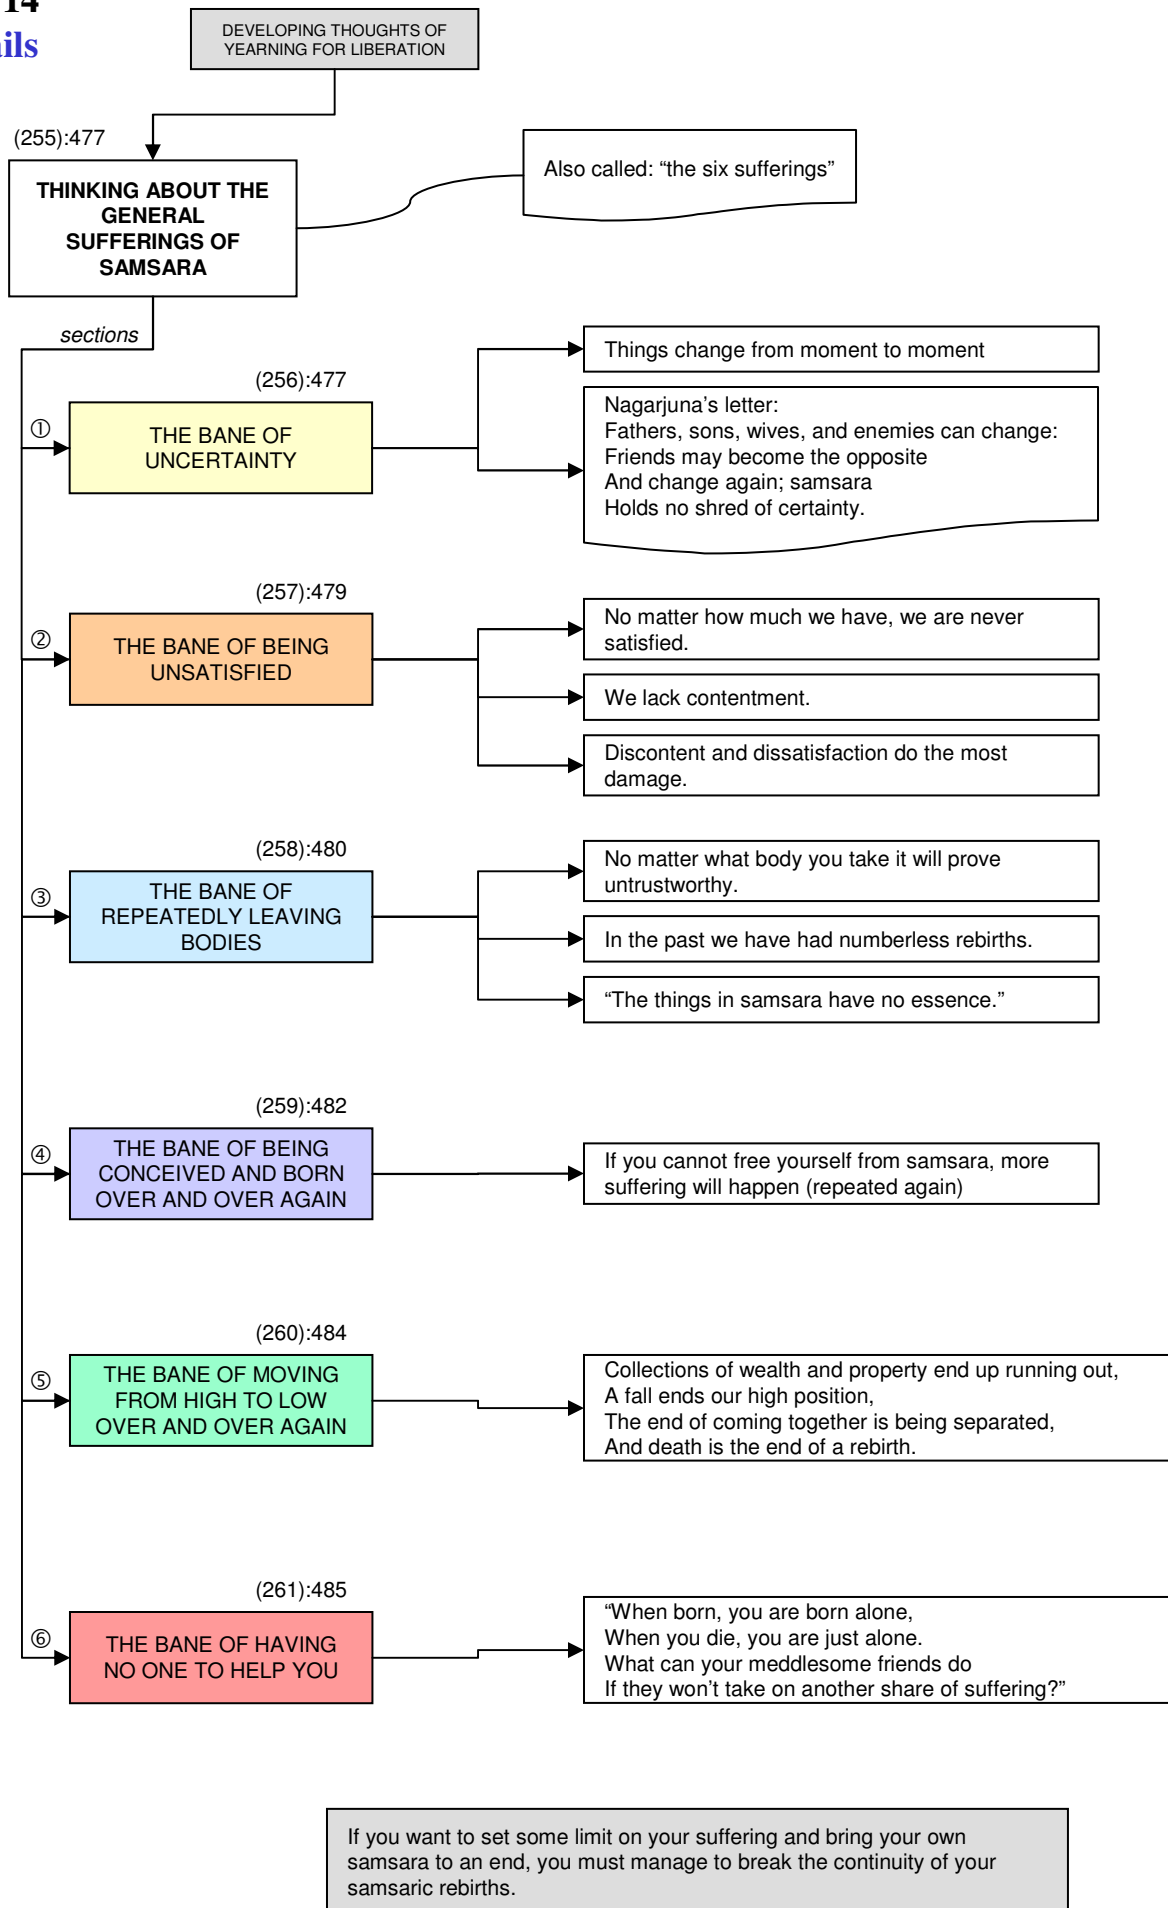 14
ils
DEVELOPING THOUGHTS OF
YEARNING FOR LIBERATION
(255):477
THINKING ABOUT THE
GENERAL
SUFFERINGS OF
SAMSARA
Also called: “the six sufferings”
sections
(256):477
①
THE BANE OF
UNCERTAINTY
Things change from moment to moment
Nagarjuna’s letter:
Fathers, sons, wives, and enemies can change:
Friends may become the opposite
And change again; samsara
Holds no shred of certainty.
(257):479
②
THE BANE OF BEING
UNSATISFIED
No matter how much we have, we are never
satisfied.
We lack contentment.
Discontent and dissatisfaction do the most
damage.
(258):480
③
THE BANE OF
REPEATEDLY LEAVING
BODIES
No matter what body you take it will prove
untrustworthy.
In the past we have had numberless rebirths.
“The things in samsara have no essence.”
(259):482
④
THE BANE OF BEING
CONCEIVED AND BORN
OVER AND OVER AGAIN
If you cannot free yourself from samsara, more
suffering will happen (repeated again)
(260):484
⑤
THE BANE OF MOVING
FROM HIGH TO LOW
OVER AND OVER AGAIN
Collections of wealth and property end up running out,
A fall ends our high position,
The end of coming together is being separated,
And death is the end of a rebirth.
(261):485
⑥
THE BANE OF HAVING
NO ONE TO HELP YOU
“When born, you are born alone,
When you die, you are just alone.
What can your meddlesome friends do
If they won’t take on another share of suffering?”
If you want to set some limit on your suffering and bring your own
samsara to an end, you must manage to break the continuity of your
samsaric rebirths.